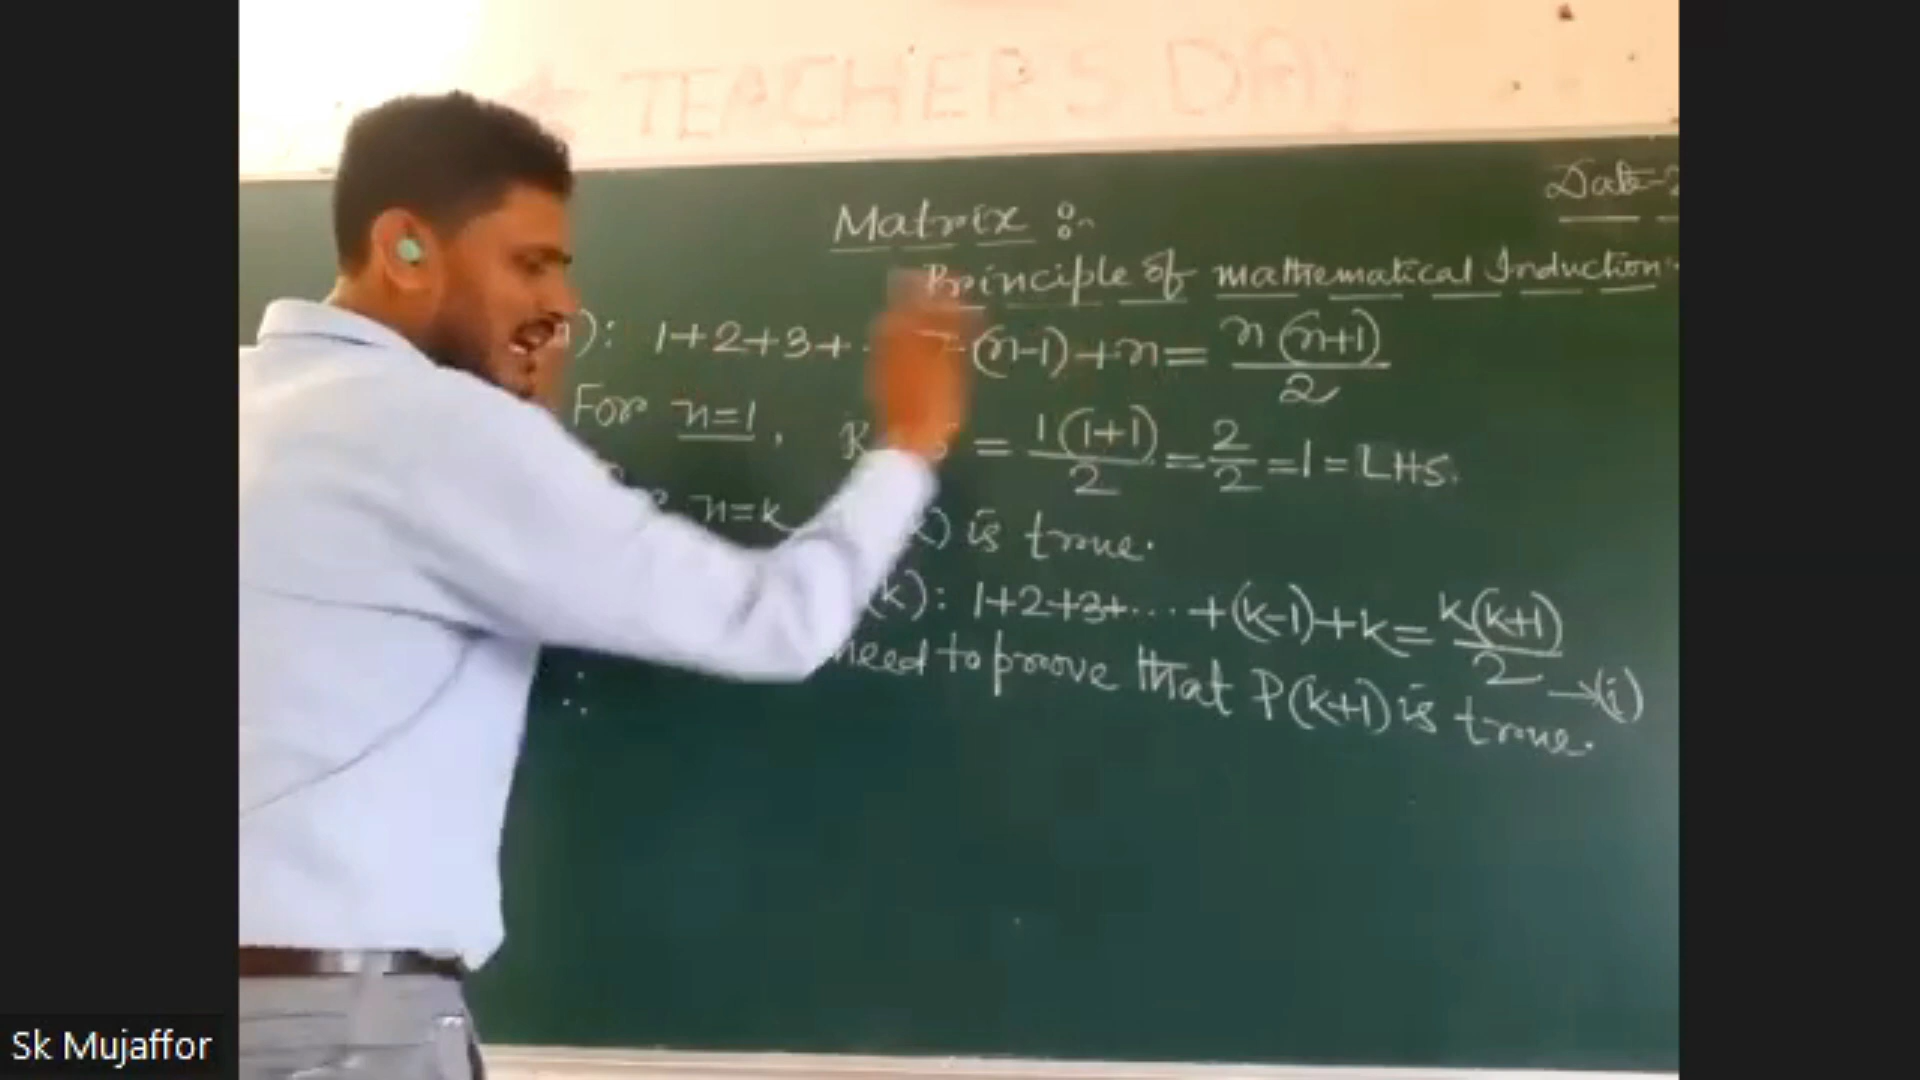 TEACHER'S DAY
Date-2
Matrix :-
Principle of mathematical Induction:-
): 1+2+3+ (n-1)+n= n(n+1)/2
For n=1, = 1(1+1)/2 = 2/2 =1=LHS.
n=k is true.
(k): 1+2+3+...+(k-1)+k= k(k+1)/2 →(i)
need to prove that P(k+1) is true.
∴
Sk Mujaffor